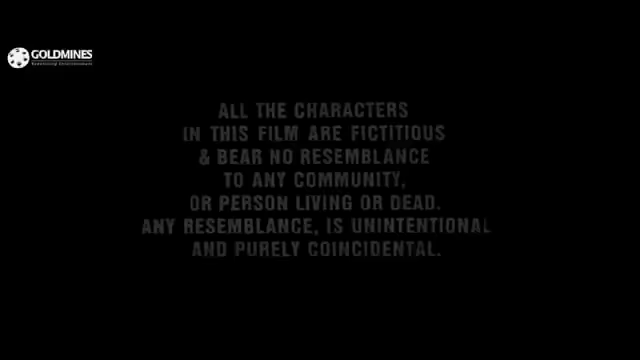 GOLDMINES
ALL THE CHARACTERS
IN THIS FILM ARE FICTITIOUS
& BEAR NO RESEMBLANCE
TO ANY COMMUNITY,
OR PERSON LIVING OR DEAD.
ANY RESEMBLANCE, IS UNINTENTIONAL
AND PURELY COINCIDENTAL.